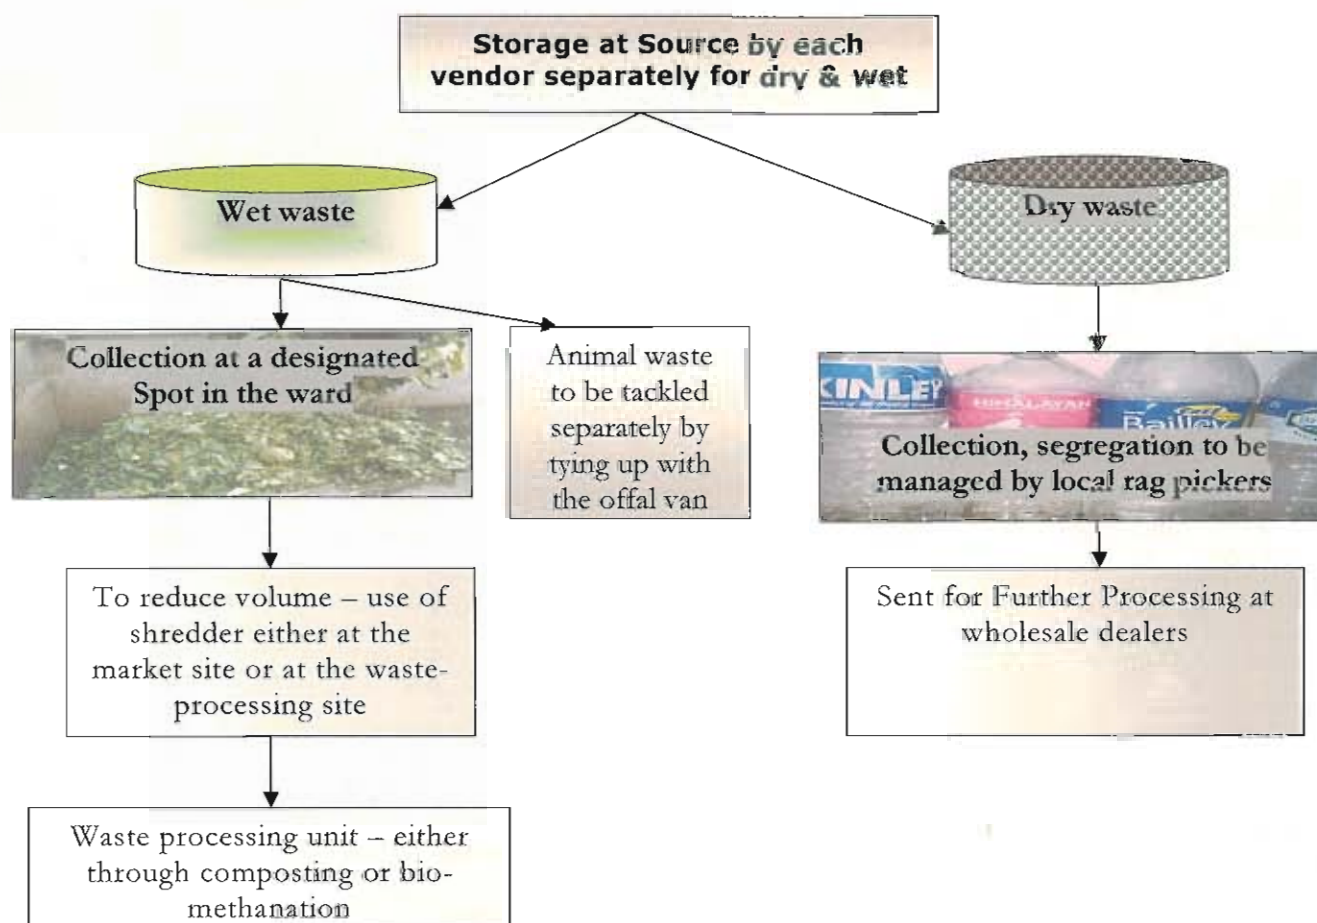 Storage at Source by each
vendor separately for dry & wet
Wet waste
Dry waste
Collection at a designated
Spot in the ward
Animal waste
to be tackled
separately by
tying up with
the offal van
KINLEY
HIMALAYAN
Bailley
Collection, segregation to be
managed by local rag pickers
To reduce volume – use of
shredder either at the
market site or at the waste-
processing site
Sent for Further Processing at
wholesale dealers
Waste processing unit – either
through composting or bio-
methanation